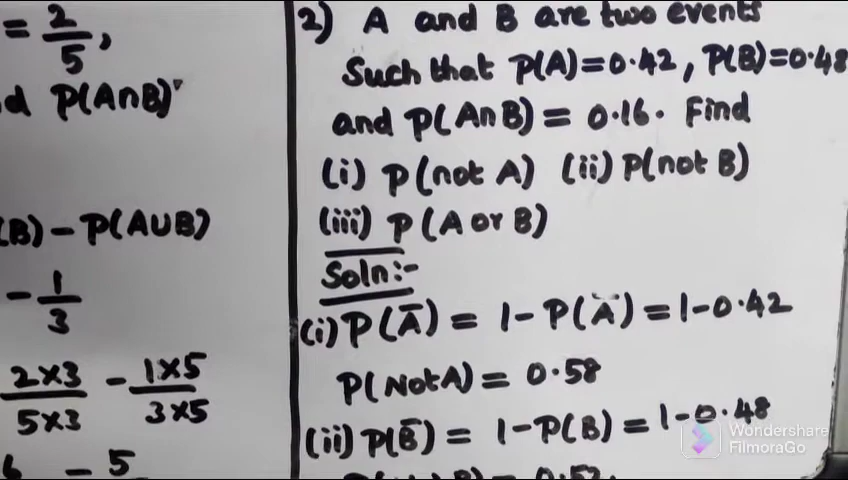 = 2/5,
d P(A∩B)
(B) - P(A∪B)
- 1/3
2×3/5×3 - 1×5/3×5
- 5
2) A and B are two events
Such that P(A)=0.42, P(B)=0.48
and P(A∩B) = 0.16. Find
(i) P(not A) (ii) P(not B)
(iii) P(A or B)
Soln:-
(i) P(A̅) = 1 - P(A̅) = 1-0.42
P(Not A) = 0.58
(ii) P(B̅) = 1 - P(B) = 1-0.48
0.52.
Wondershare
FilmoraGo